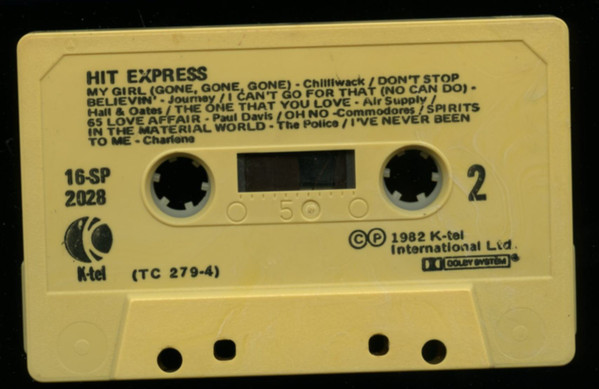 HIT EXPRESS
MY GIRL (GONE, GONE, GONE) - Chilliwack / DON'T STOP
BELIEVIN' - Journey / I CAN'T GO FOR THAT (NO CAN DO) -
Hall & Oates / THE ONE THAT YOU LOVE - Air Supply /
65 LOVE AFFAIR - Paul Davis / OH NO - Commodores / SPIRITS
IN THE MATERIAL WORLD - The Police / I'VE NEVER BEEN
TO ME - Charlene
16-SP
2028
2
5
K-tel
(TC 279-4)
©℗ 1982 K-tel
International Ltd.
DOLBY SYSTEM®